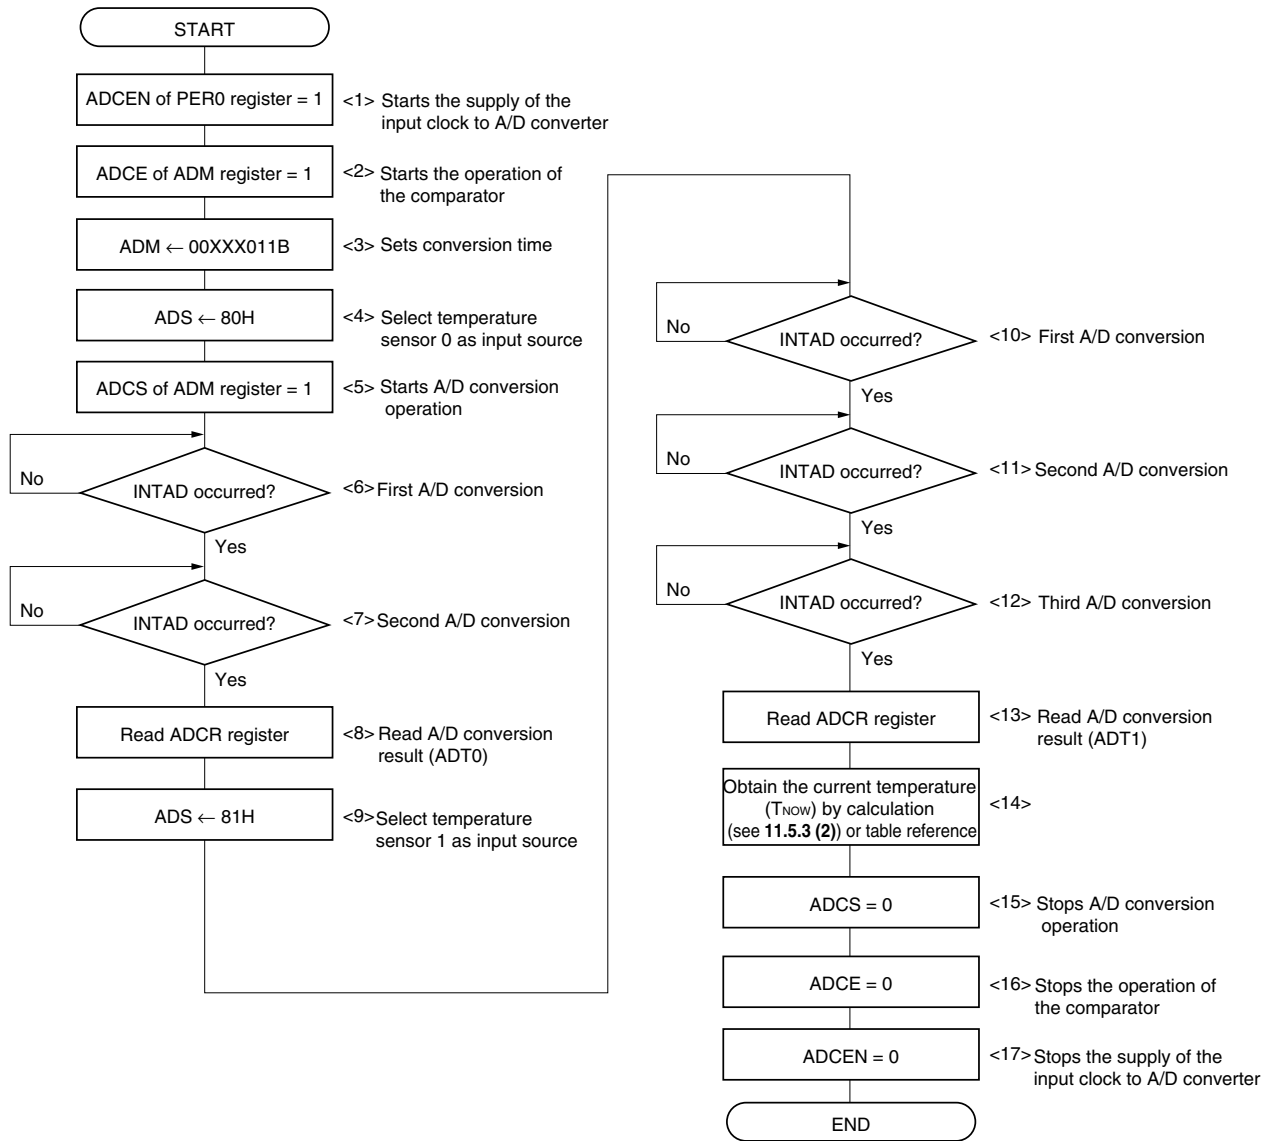 START
ADCEN of PER0 register = 1
<1> Starts the supply of the
input clock to A/D converter
ADCE of ADM register = 1
<2> Starts the operation of
the comparator
ADM ← 00XXX011B
<3> Sets conversion time
ADS ← 80H
<4> Select temperature
sensor 0 as input source
ADCS of ADM register = 1
<5> Starts A/D conversion
operation
No
INTAD occurred?
<6>First A/D conversion
Yes
No
INTAD occurred?
<7>Second A/D conversion
Yes
Read ADCR register
<8> Read A/D conversion
result (ADT0)
ADS ← 81H
<9>Select temperature
sensor 1 as input source
No
INTAD occurred?
<10> First A/D conversion
Yes
No
INTAD occurred?
<11> Second A/D conversion
Yes
No
INTAD occurred?
<12> Third A/D conversion
Yes
Read ADCR register
<13> Read A/D conversion
result (ADT1)
Obtain the current temperature
(TNOW) by calculation
(see 11.5.3 (2)) or table reference
<14>
ADCS = 0
<15> Stops A/D conversion
operation
ADCE = 0
<16> Stops the operation of
the comparator
ADCEN = 0
<17> Stops the supply of the
input clock to A/D converter
END